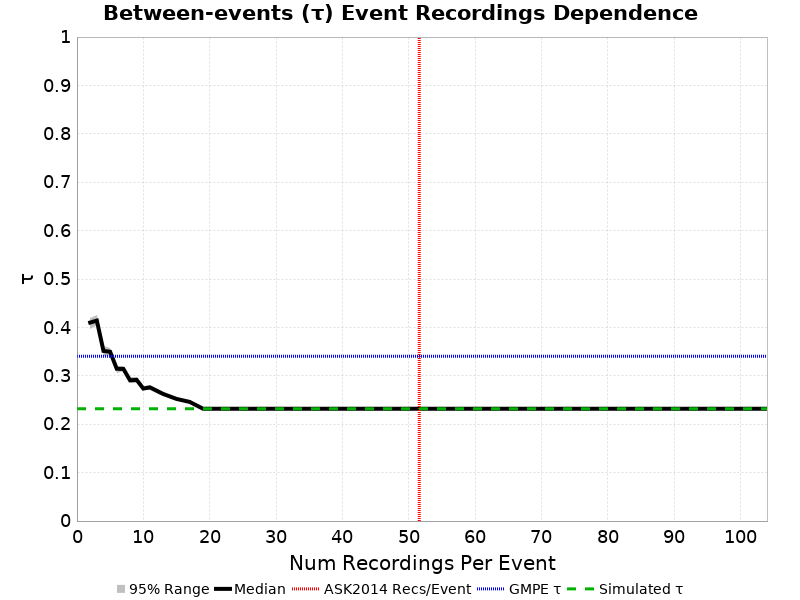 Between-events (τ) Event Recordings Dependence
1
0.9
0.8
0.7
0.6
0.5
0.4
0.3
0.2
0.1
0
τ
0 10 20 30 40 50 60 70 80 90 100
Num Recordings Per Event
95% Range Median ASK2014 Recs/Event GMPE τ Simulated τ